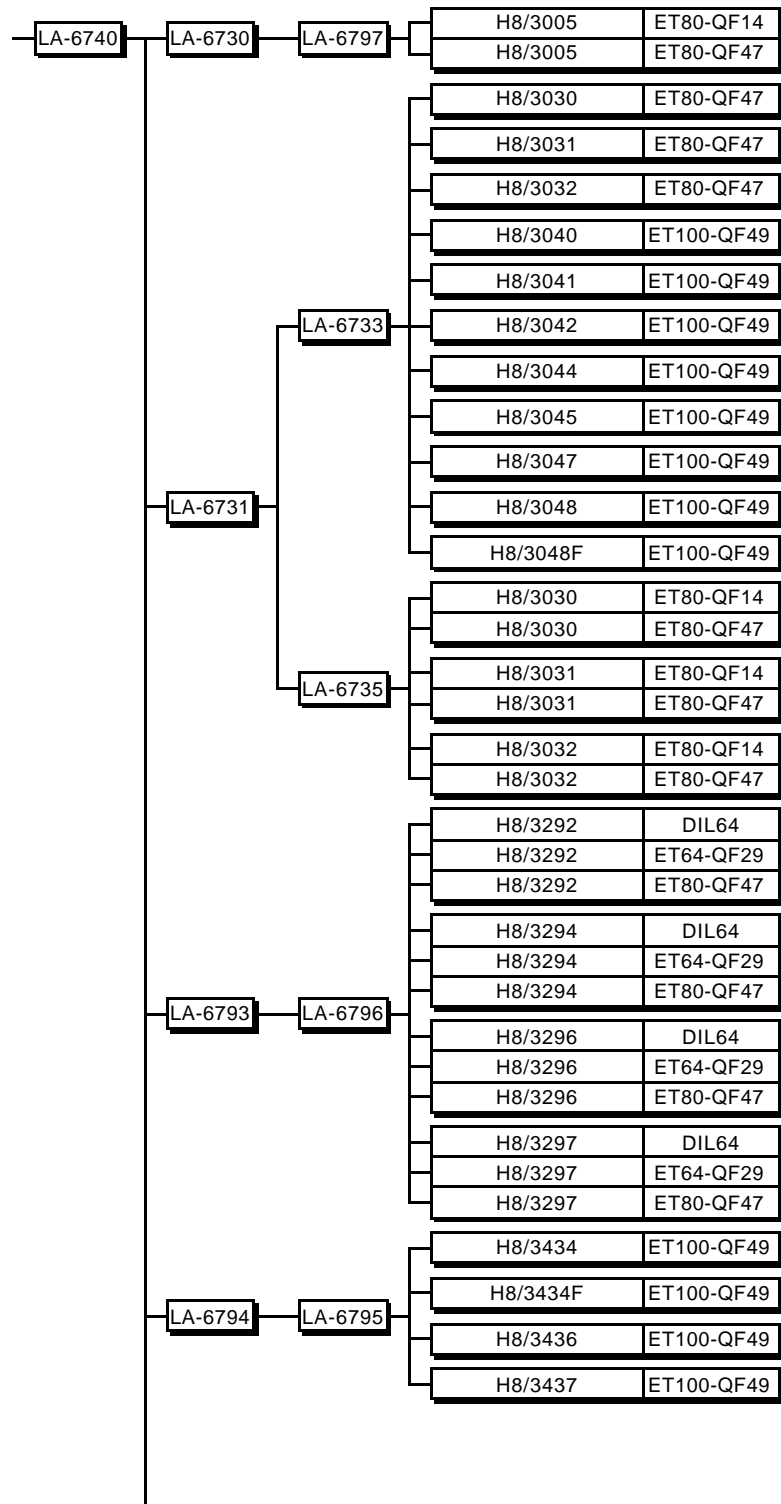 LA-6740 LA-6730 LA-6797 H8/3005 ET80-QF14
H8/3005 ET80-QF47
H8/3030 ET80-QF47
H8/3031 ET80-QF47
H8/3032 ET80-QF47
H8/3040 ET100-QF49
H8/3041 ET100-QF49
LA-6733 H8/3042 ET100-QF49
H8/3044 ET100-QF49
H8/3045 ET100-QF49
H8/3047 ET100-QF49
LA-6731 H8/3048 ET100-QF49
H8/3048F ET100-QF49
H8/3030 ET80-QF14
H8/3030 ET80-QF47
LA-6735 H8/3031 ET80-QF14
H8/3031 ET80-QF47
H8/3032 ET80-QF14
H8/3032 ET80-QF47
H8/3292 DIL64
H8/3292 ET64-QF29
H8/3292 ET80-QF47
H8/3294 DIL64
H8/3294 ET64-QF29
H8/3294 ET80-QF47
LA-6793 LA-6796
H8/3296 DIL64
H8/3296 ET64-QF29
H8/3296 ET80-QF47
H8/3297 DIL64
H8/3297 ET64-QF29
H8/3297 ET80-QF47
H8/3434 ET100-QF49
H8/3434F ET100-QF49
LA-6794 LA-6795
H8/3436 ET100-QF49
H8/3437 ET100-QF49